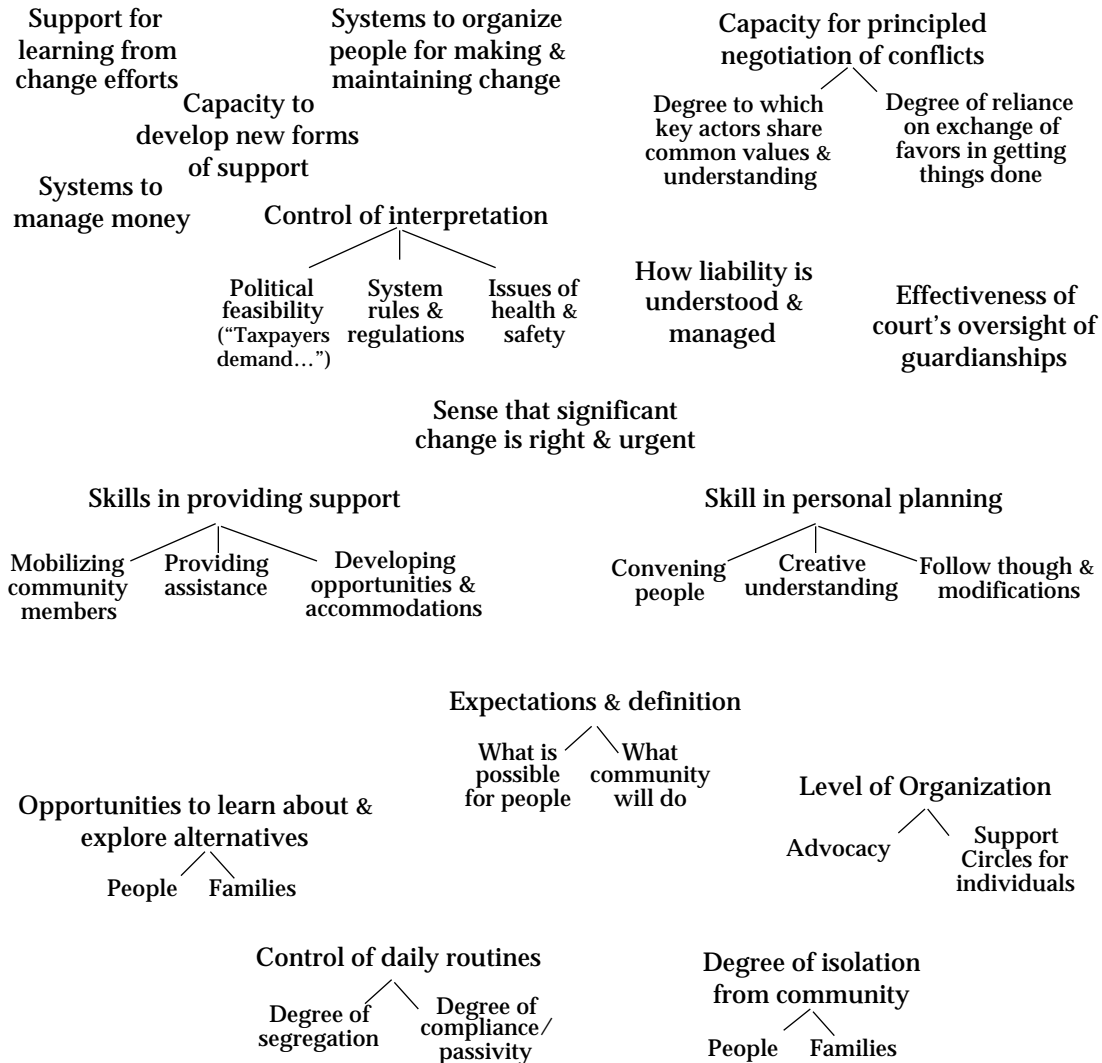 Support for
learning from
change efforts
Systems to organize
people for making &
maintaining change
Capacity for principled
negotiation of conflicts
Degree to which
key actors share
common values &
understanding
Degree of reliance
on exchange of
favors in getting
things done
Capacity to
develop new forms
of support
Systems to
manage money
Control of interpretation
Political
feasibility
(“Taxpayers
demand…”)
System
rules &
regulations
Issues of
health &
safety
How liability is
understood &
managed
Effectiveness of
court’s oversight of
guardianships
Sense that significant
change is right & urgent
Skills in providing support
Mobilizing
community
members
Providing
assistance
Developing
opportunities &
accommodations
Skill in personal planning
Convening
people
Creative
understanding
Follow though &
modifications
Expectations & definition
What is
possible
for people
What
community
will do
Opportunities to learn about &
explore alternatives
People
Families
Level of Organization
Advocacy
Support
Circles for
individuals
Control of daily routines
Degree of
segregation
Degree of
compliance/
passivity
Degree of isolation
from community
People
Families